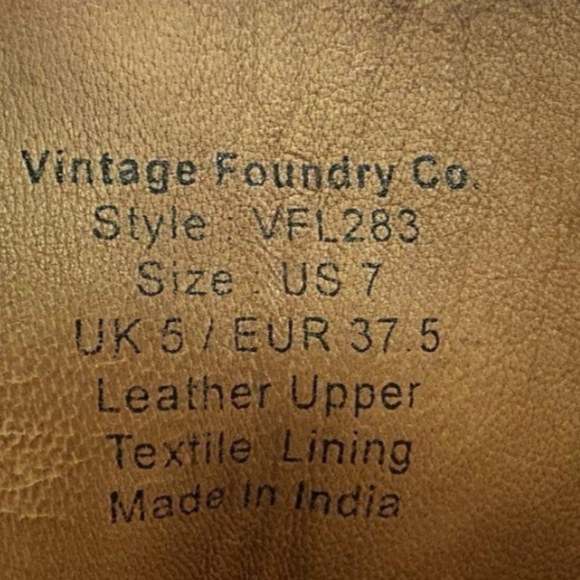 Vintage Foundry Co.
Style : VFL283
Size : US 7
UK 5 / EUR 37.5
Leather Upper
Textile Lining
Made In India